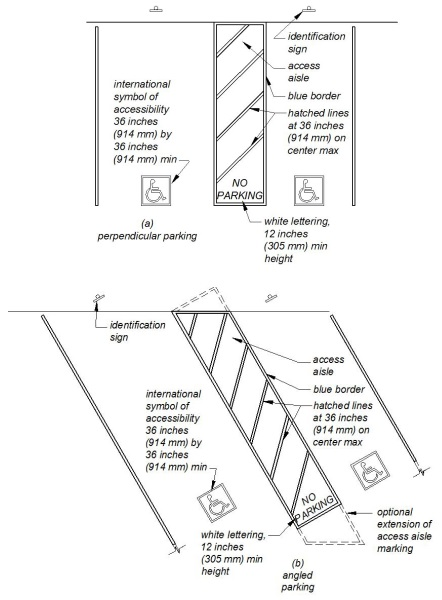 identification
sign
access
aisle
blue border
hatched lines
at 36 inches
(914 mm) on
center max
international
symbol of
accessibility
36 inches
(914 mm) by
36 inches
(914 mm) min
NO
PARKING
white lettering,
12 inches
(305 mm) min
height
(a)
perpendicular parking
identification
sign
access
aisle
blue border
hatched lines
at 36 inches
(914 mm) on
center max
international
symbol of
accessibility
36 inches
(914 mm) by
36 inches
(914 mm) min
NO
PARKING
white lettering,
12 inches
(305 mm) min
height
optional
extension of
access aisle
marking
(b)
angled
parking